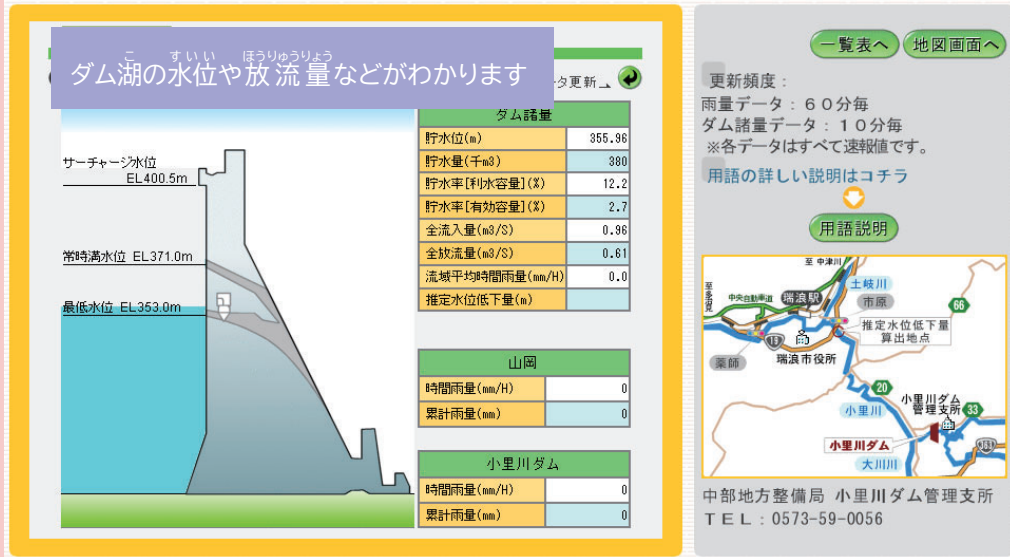 ダム湖の水位や放流量などがわかります
タ更新
サーチャージ水位
EL400.5m
常時満水位 EL371.0m
最低水位 EL353.0m
ダム諸量
貯水位(m) 355.96
貯水量(千m3) 380
貯水率[利水容量](%) 12.2
貯水率[有効容量](%) 2.7
全流入量(m3/S) 0.96
全放流量(m3/S) 0.61
流域平均時間雨量(mm/H) 0.0
推定水位低下量(m)
山岡
時間雨量(mm/H) 0
累計雨量(mm) 0
小里川ダム
時間雨量(mm/H) 0
累計雨量(mm) 0
一覧表へ 地図画面へ
更新頻度:
雨量データ:60分毎
ダム諸量データ:10分毎
※各データはすべて速報値です。
用語の詳しい説明はコチラ
用語説明
至 中津川
至多治見
中央自動車道
瑞浪駅
土岐川
市原
66
推定水位低下量
算出地点
19
薬師
瑞浪市役所
20
小里川
小里川ダム
管理支所
33
小里川ダム
363
大川川
中部地方整備局 小里川ダム管理支所
TEL:0573-59-0056